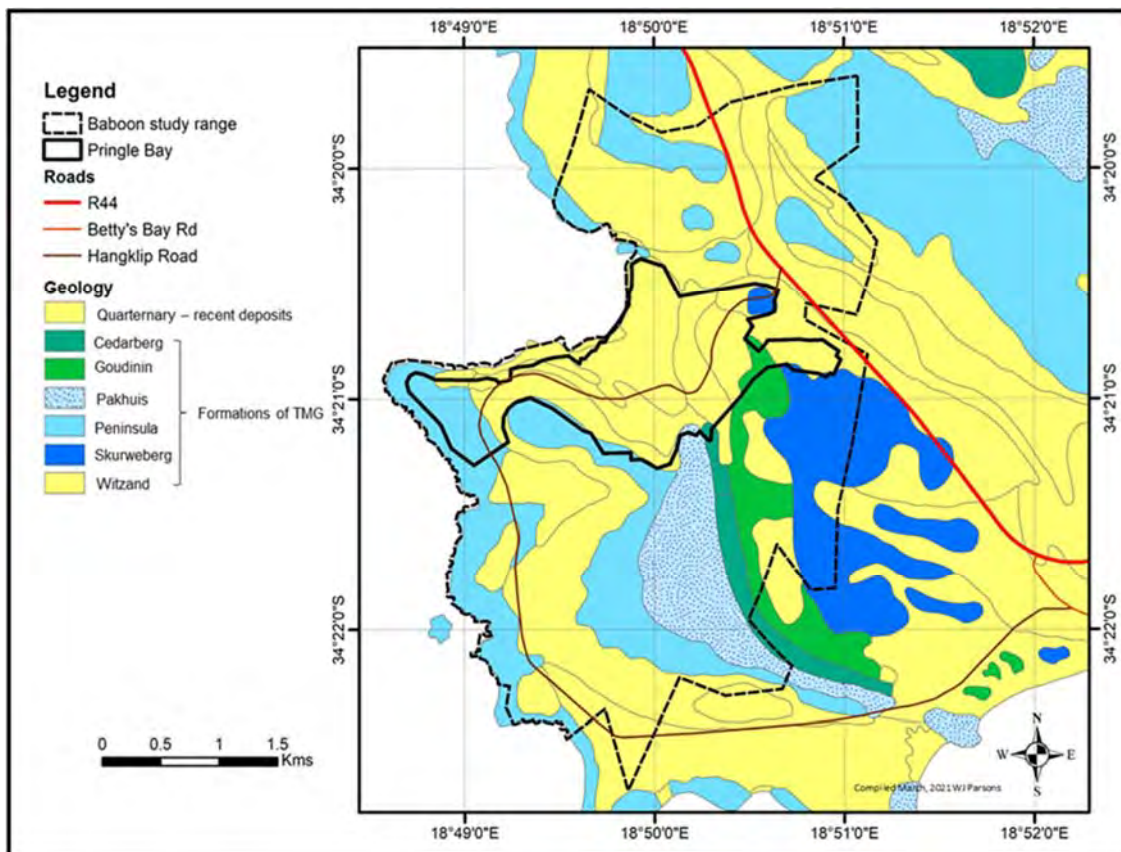 18°49'0"E 18°50'0"E 18°51'0"E 18°52'0"E
Legend
Baboon study range
Pringle Bay
Roads
R44
Betty's Bay Rd
Hangklip Road
Geology
Quarternary – recent deposits
Cedarberg
Goudinin
Pakhuis
Peninsula
Skurweberg
Witzand
Formations of TMG
34°20'0"S
34°20'0"S
34°21'0"S
34°21'0"S
34°22'0"S
34°22'0"S
0 0.5 1 1.5
Kms
N
W E
S
Compiled March, 2021 WJ Parsons
18°49'0"E 18°50'0"E 18°51'0"E 18°52'0"E